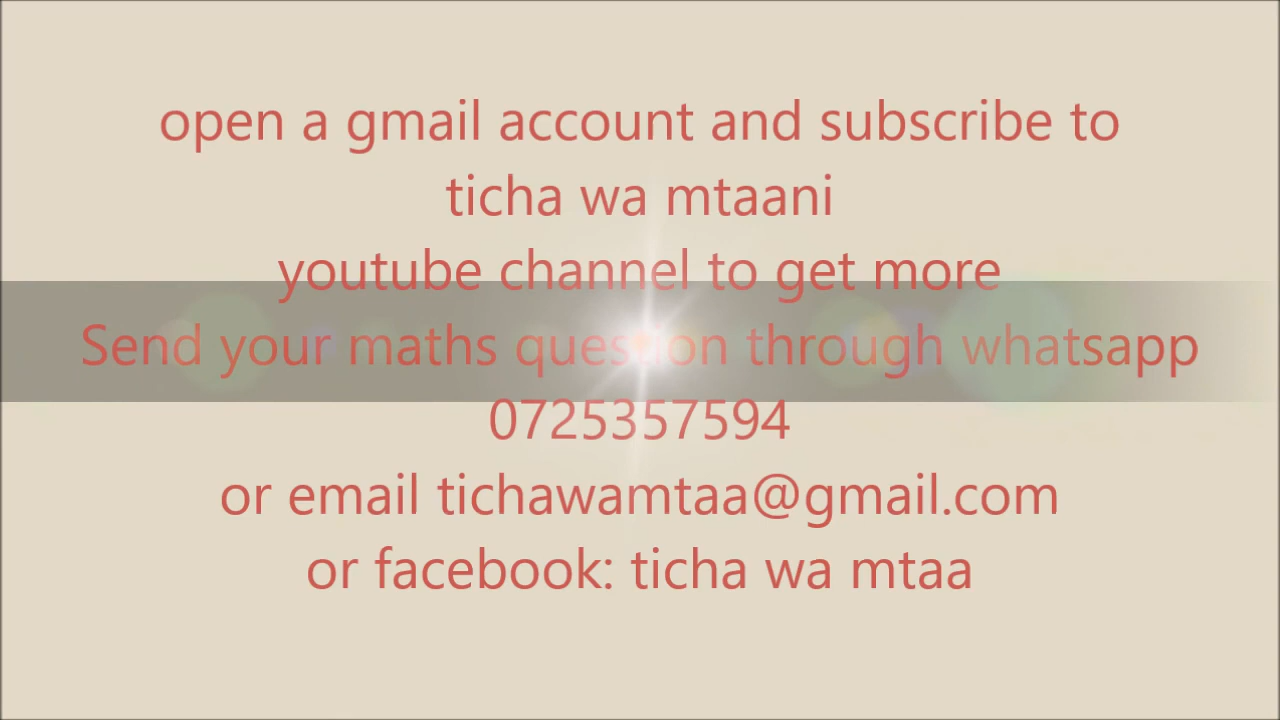 open a gmail account and subscribe to
ticha wa mtaani
youtube channel to get more
Send your maths question through whatsapp
0725357594
or email tichawamtaa@gmail.com
or facebook: ticha wa mtaa